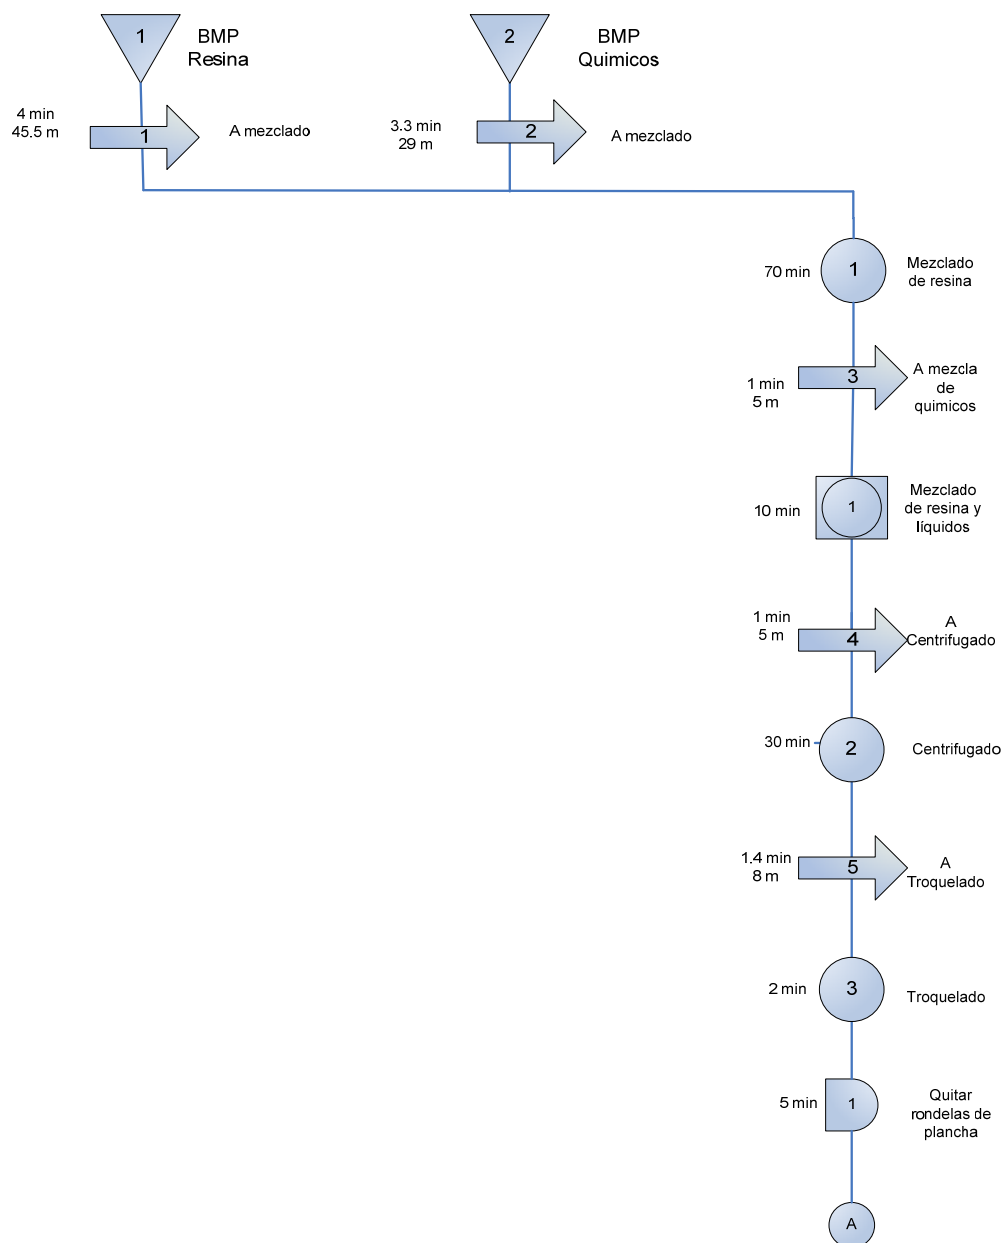 1
BMP
Resina
2
BMP
Quimicos
4 min
45.5 m
1
A mezclado
3.3 min
29 m
2
A mezclado
70 min
1
Mezclado
de resina
1 min
5 m
3
A mezcla
de
quimicos
10 min
1
Mezclado
de resina y
líquidos
1 min
5 m
4
A
Centrifugado
30 min
2
Centrifugado
1.4 min
8 m
5
A
Troquelado
2 min
3
Troquelado
5 min
1
Quitar
rondelas de
plancha
A